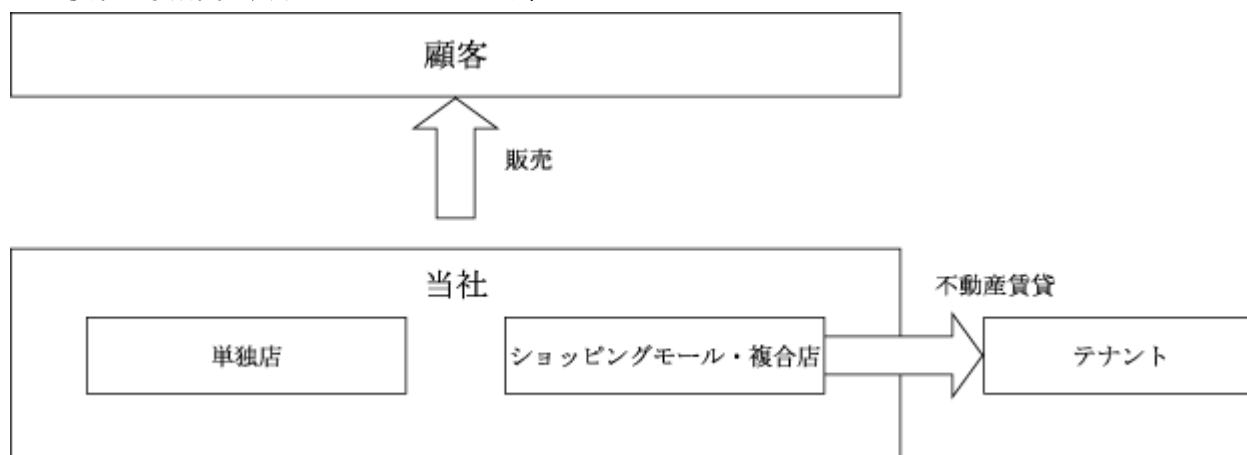 顧客
販売
当社
不動産賃貸
単独店
ショッピングモール・複合店
テナント